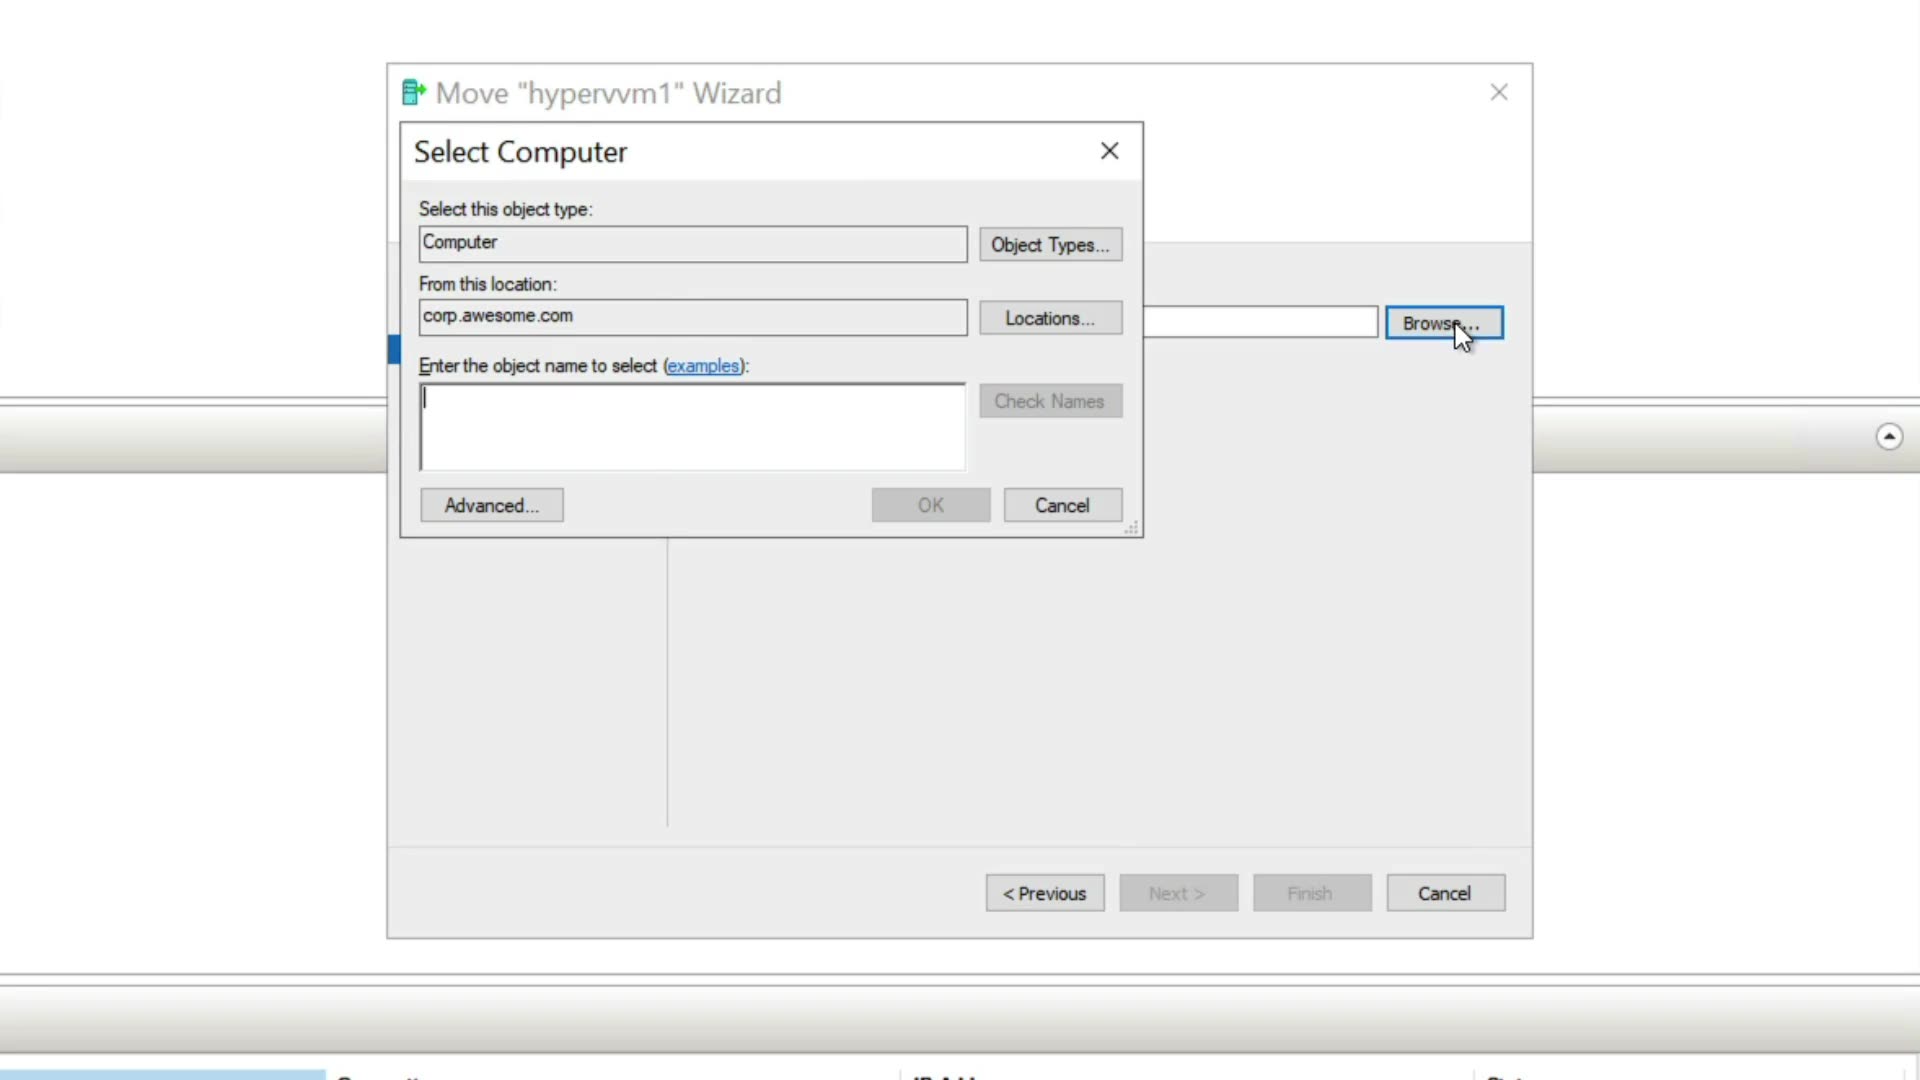 Move "hypervvm1" Wizard
Select Computer
Select this object type:
Computer
Object Types...
From this location:
corp.awesome.com
Locations...
Browse...
Enter the object name to select (examples):
Check Names
Advanced...
OK
Cancel
< Previous
Next >
Finish
Cancel